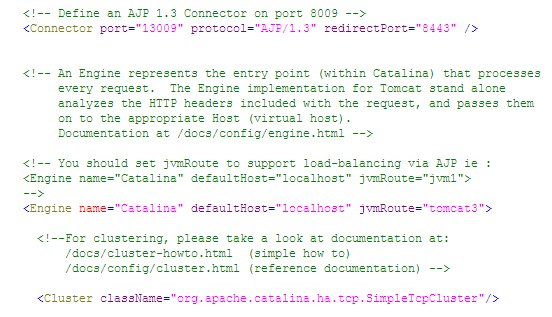 <!-- Define an AJP 1.3 Connector on port 8009 -->
<Connector port="13009" protocol="AJP/1.3" redirectPort="8443" />
<!-- An Engine represents the entry point (within Catalina) that processes
every request.  The Engine implementation for Tomcat stand alone
analyzes the HTTP headers included with the request, and passes them
on to the appropriate Host (virtual host).
Documentation at /docs/config/engine.html -->
<!-- You should set jvmRoute to support load-balancing via AJP ie :
<Engine name="Catalina" defaultHost="localhost" jvmRoute="jvm1">
-->
<Engine name="Catalina" defaultHost="localhost" jvmRoute="tomcat3">
<!--For clustering, please take a look at documentation at:
/docs/cluster-howto.html  (simple how to)
/docs/config/cluster.html (reference documentation) -->
<Cluster className="org.apache.catalina.ha.tcp.SimpleTcpCluster"/>